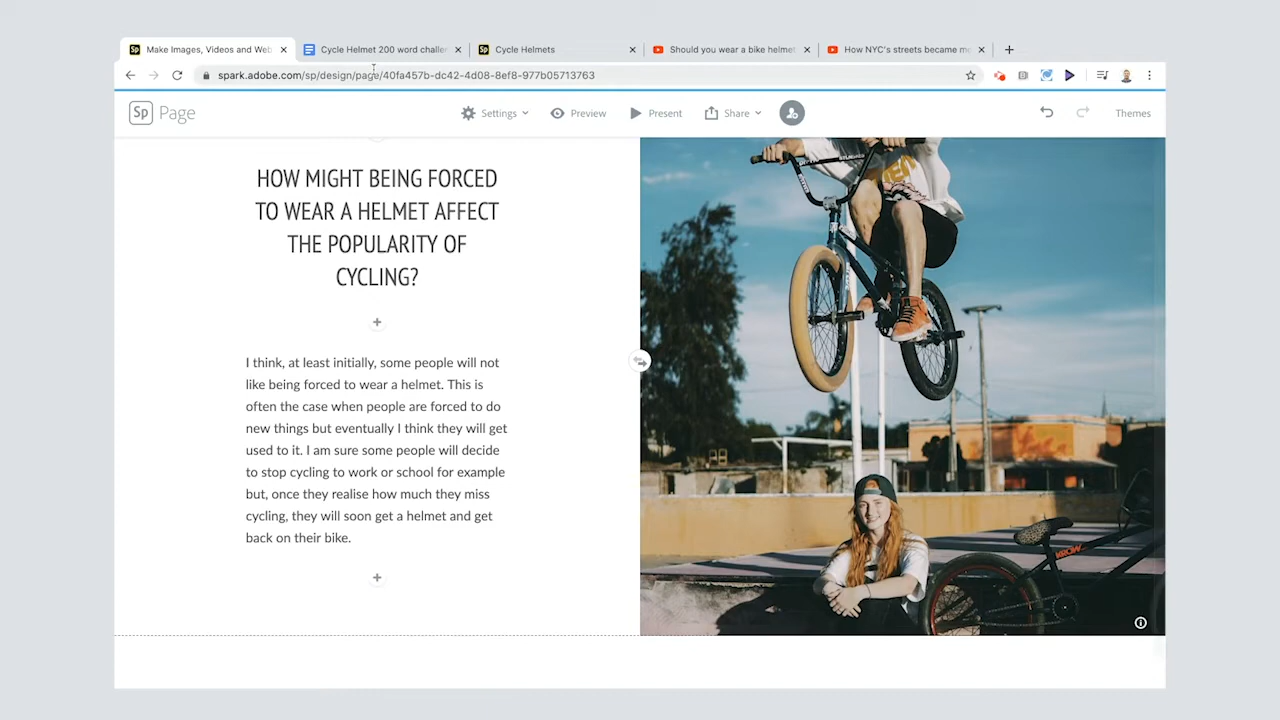 Make Images, Videos and Web
Cycle Helmet 200 word challen
Cycle Helmets
Should you wear a bike helmet
How NYC's streets became me
spark.adobe.com/sp/design/page/40fa457b-dc42-4d08-8ef8-977b05713763
Sp Page
Settings
Preview
Present
Share
Themes
HOW MIGHT BEING FORCED
TO WEAR A HELMET AFFECT
THE POPULARITY OF
CYCLING?
I think, at least initially, some people will not
like being forced to wear a helmet. This is
often the case when people are forced to do
new things but eventually I think they will get
used to it. I am sure some people will decide
to stop cycling to work or school for example
but, once they realise how much they miss
cycling, they will soon get a helmet and get
back on their bike.